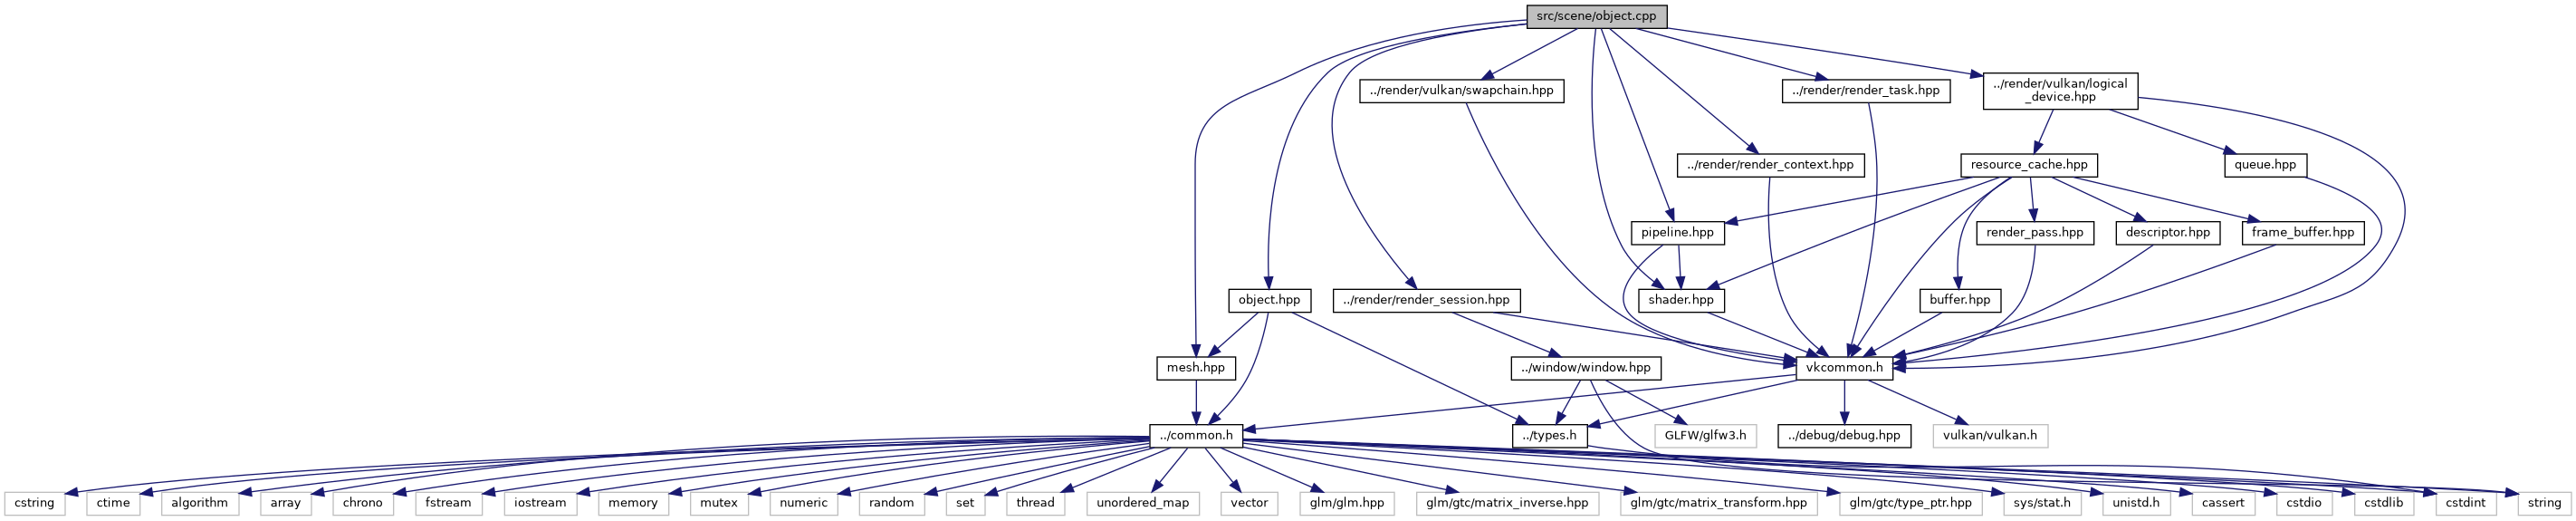 src/scene/object.cpp
../render/vulkan/swapchain.hpp
../render/render_task.hpp
../render/vulkan/logical
_device.hpp
../render/render_context.hpp
resource_cache.hpp
queue.hpp
pipeline.hpp
render_pass.hpp
descriptor.hpp
frame_buffer.hpp
object.hpp
../render/render_session.hpp
shader.hpp
buffer.hpp
mesh.hpp
../window/window.hpp
vkcommon.h
../common.h
../types.h
GLFW/glfw3.h
../debug/debug.hpp
vulkan/vulkan.h
cstring
ctime
algorithm
array
chrono
fstream
iostream
memory
mutex
numeric
random
set
thread
unordered_map
vector
glm/glm.hpp
glm/gtc/matrix_inverse.hpp
glm/gtc/matrix_transform.hpp
glm/gtc/type_ptr.hpp
sys/stat.h
unistd.h
cassert
cstdio
cstdlib
cstdint
string